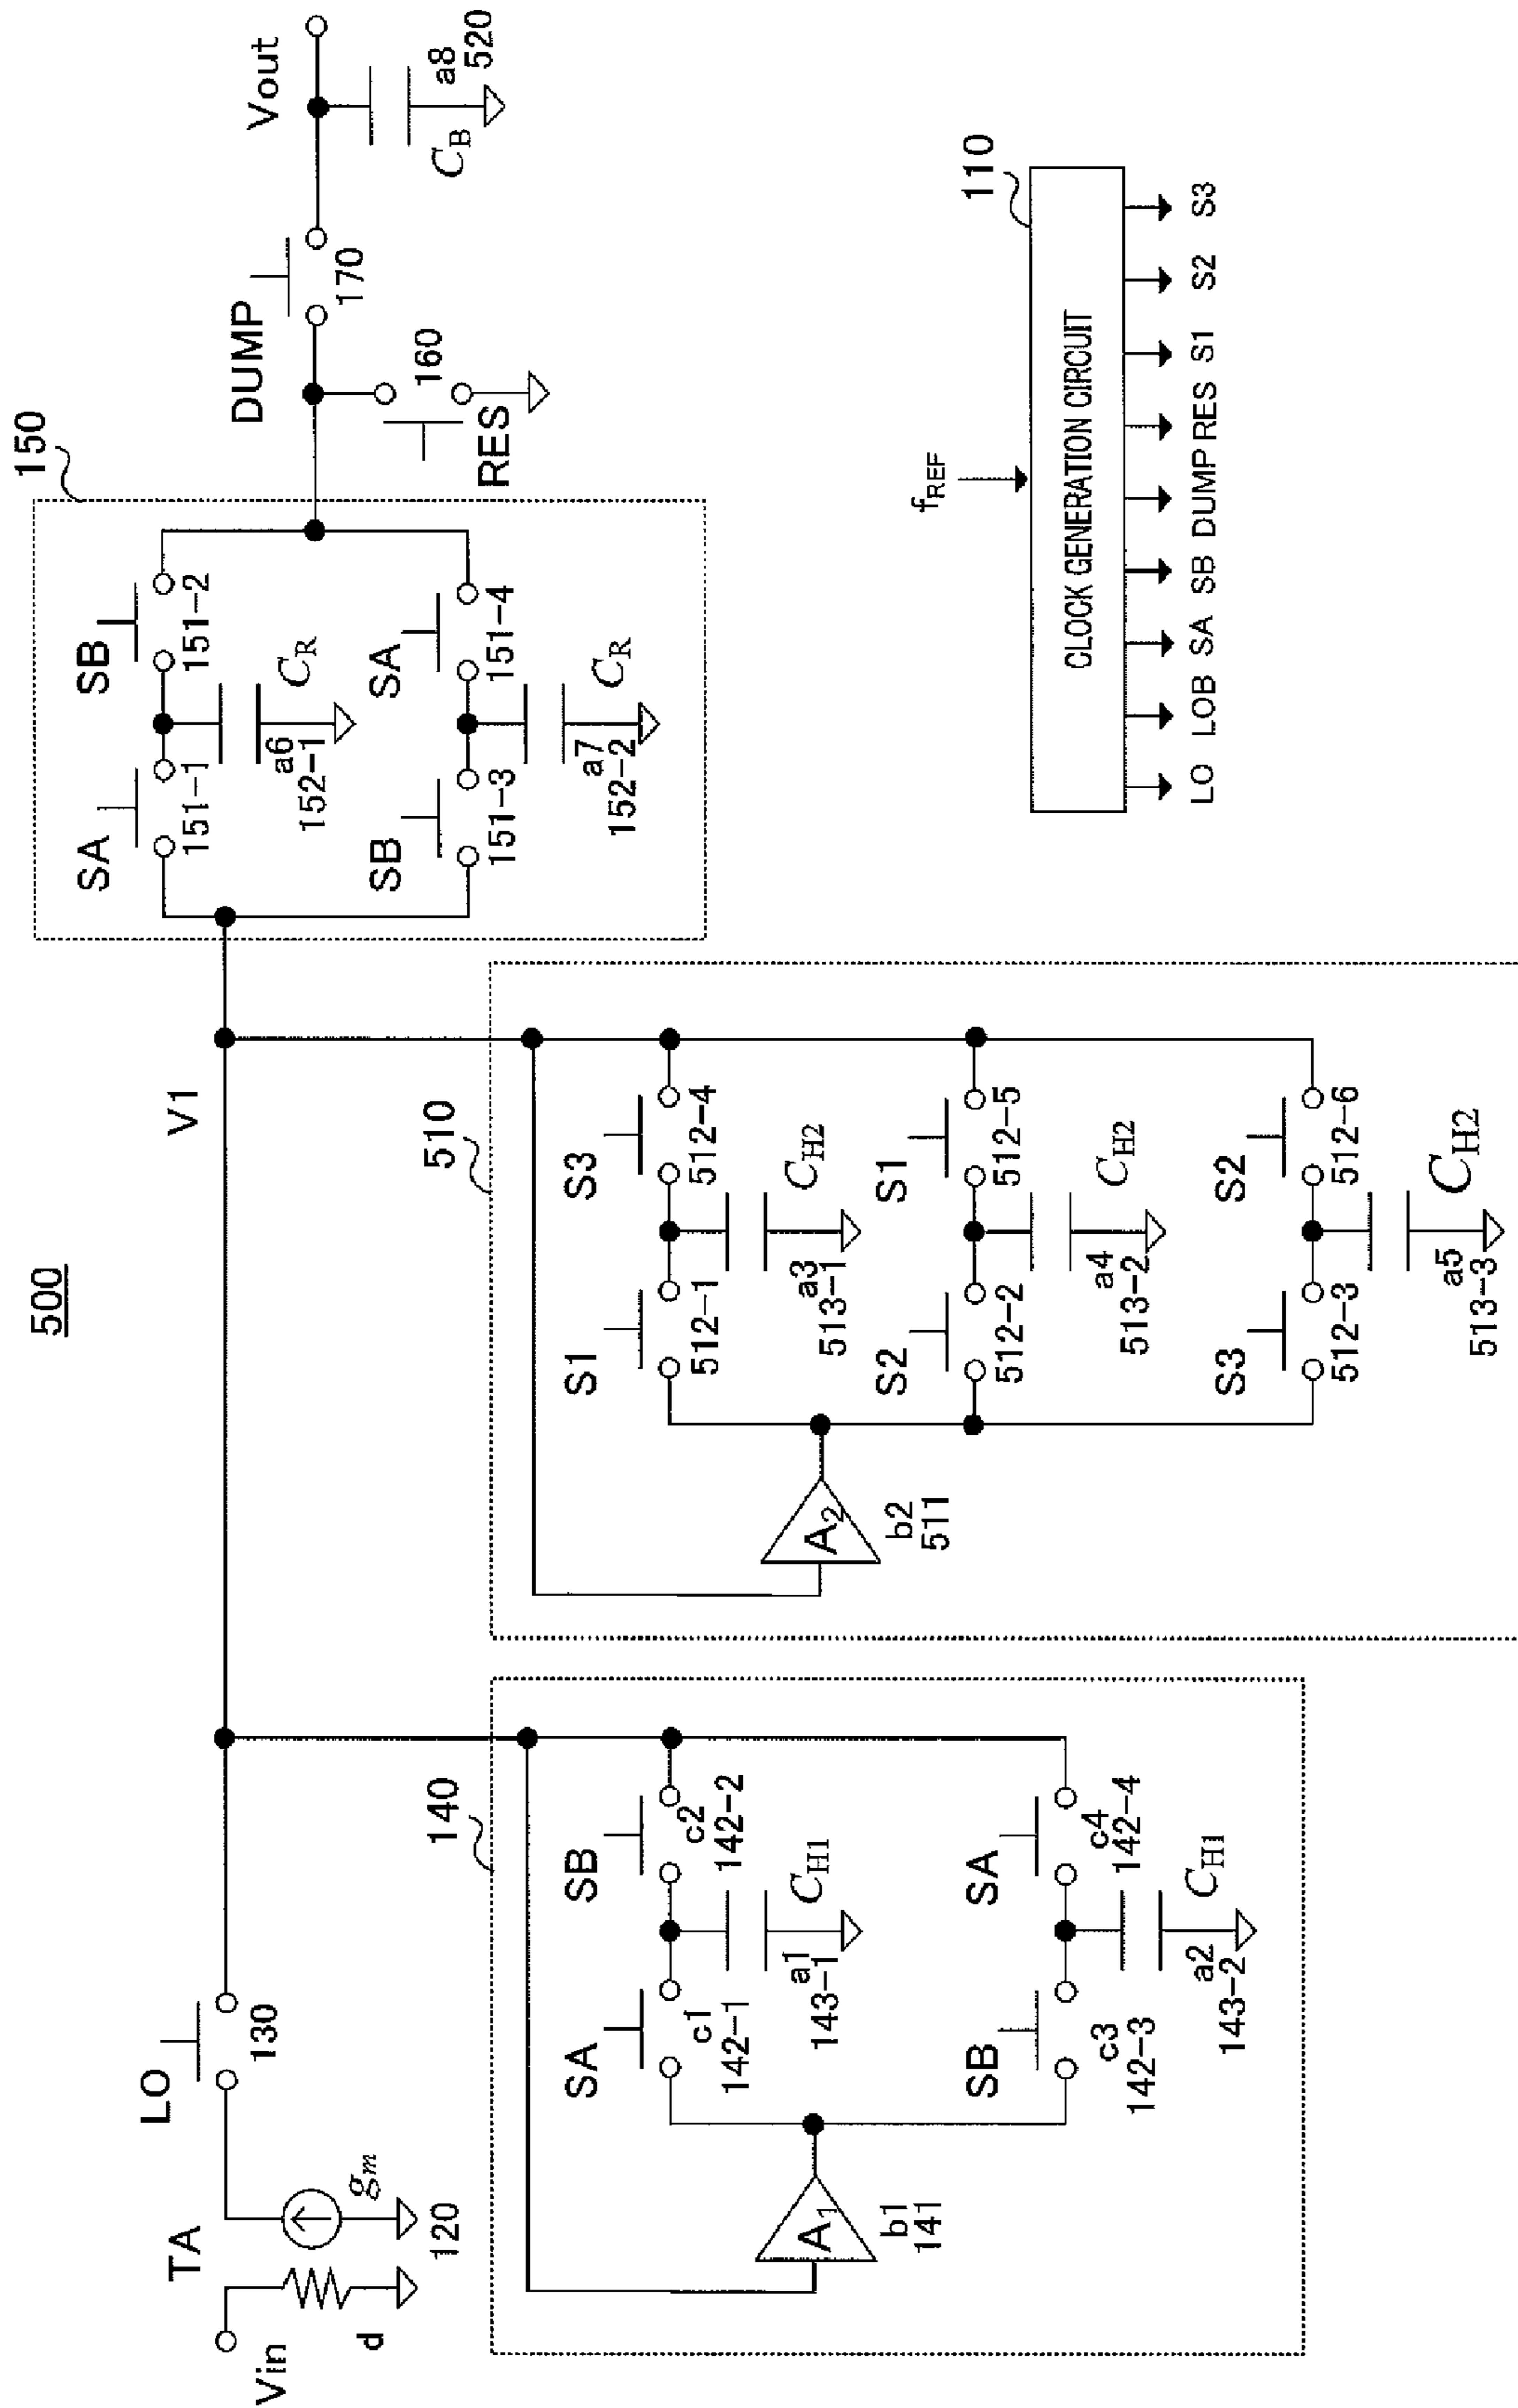 500
Vin
d
TA
gm
120
LO
130
V1
140
A1
b1
141
SA
c1
142-1
SB
c2
142-2
CH1
a1
143-1
SB
c3
142-3
SA
c4
142-4
CH1
a2
143-2
510
A2
b2
511
S1
512-1
S3
512-4
CH2
a3
513-1
S2
512-2
S1
512-5
CH2
a4
513-2
S3
512-3
S2
512-6
CH2
a5
513-3
150
SA
151-1
SB
151-2
CR
a6
152-1
SB
151-3
SA
151-4
CR
a7
152-2
RES
160
DUMP
170
Vout
CB
a8
520
fREF
110
CLOCK GENERATION CIRCUIT
LO LOB SA SB DUMP RES S1 S2 S3